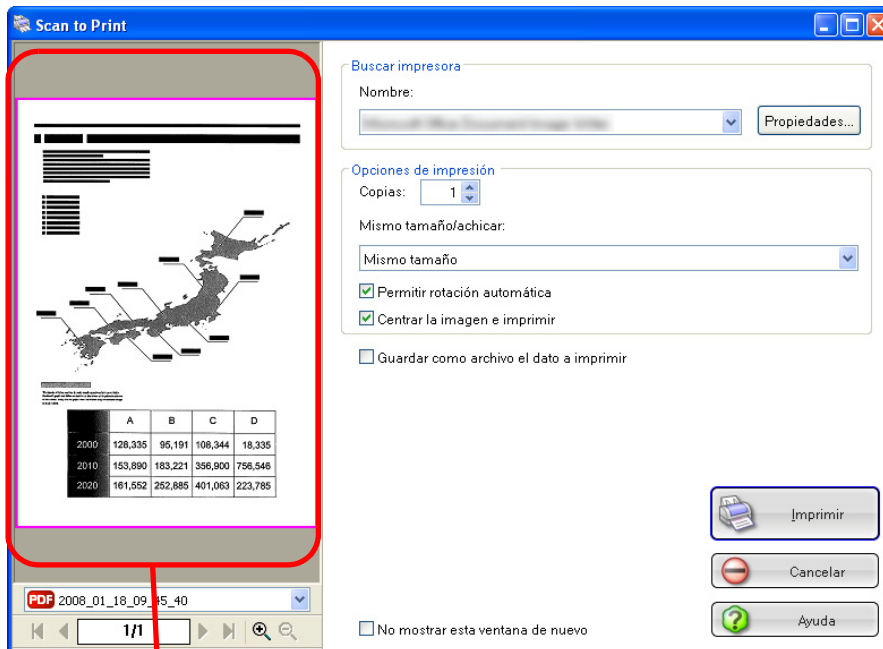 Scan to Print
Buscar impresora
Nombre:
Propiedades...
Opciones de impresión
Copias: 1
Mismo tamaño/achicar:
Mismo tamaño
Permitir rotación automática
Centrar la imagen e imprimir
Guardar como archivo el dato a imprimir
A B C D
2000 128,335 95,191 108,344 18,335
2010 153,890 183,221 356,900 756,546
2020 161,552 252,885 401,063 223,785
Imprimir
Cancelar
Ayuda
PDF 2008_01_18_09_45_40
1/1
No mostrar esta ventana de nuevo